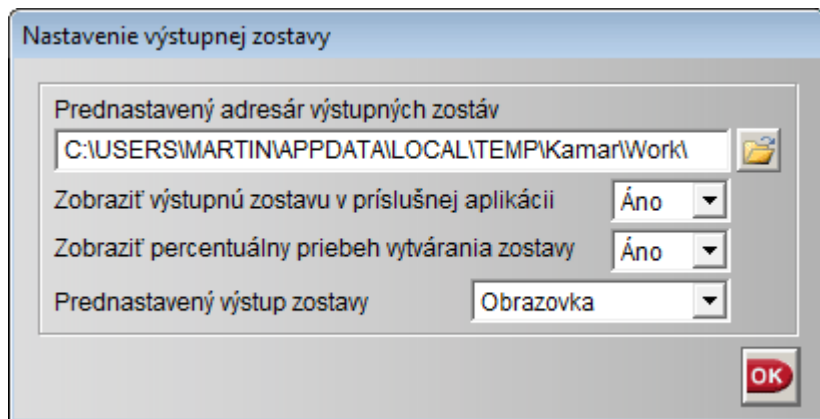 Nastavenie výstupnej zostavy
Prednastavený adresár výstupných zostáv
C:\USERS\MARTIN\APPDATA\LOCAL\TEMP\Kamar\Work\
Zobraziť výstupnú zostavu v príslušnej aplikácii Áno
Zobraziť percentuálny priebeh vytvárania zostavy Áno
Prednastavený výstup zostavy Obrazovka
OK